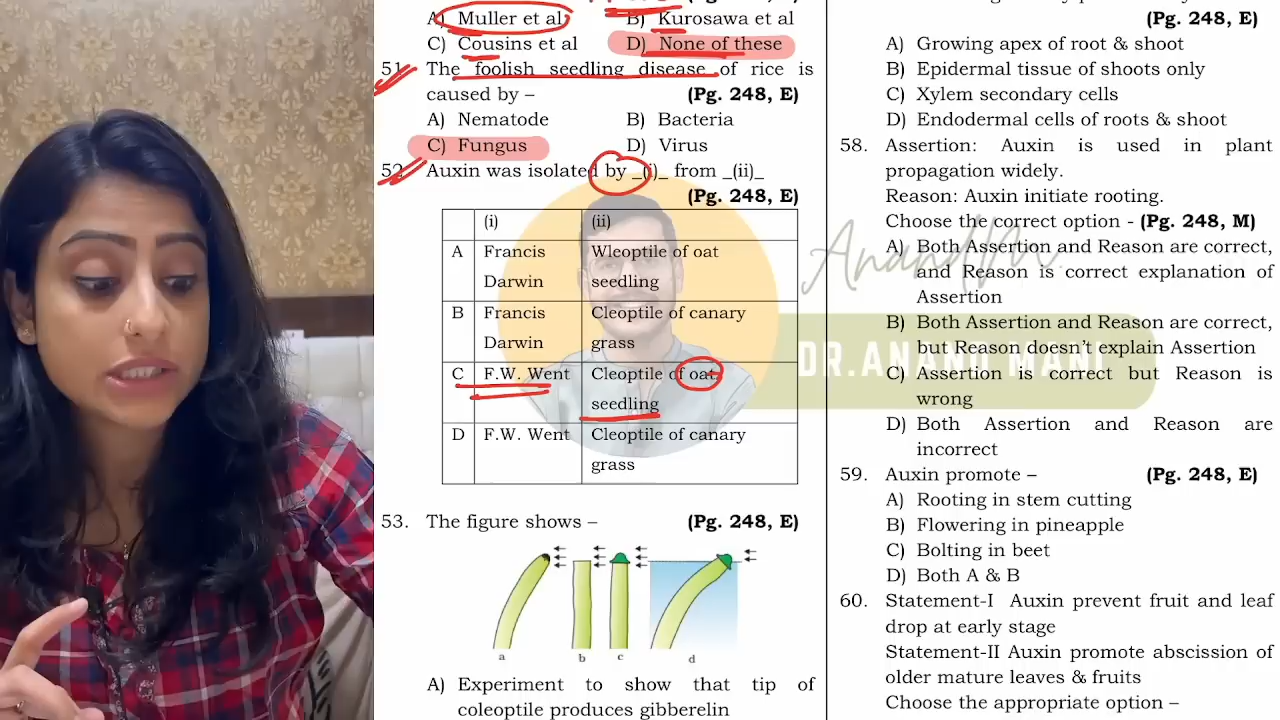 A) Muller et al B) Kurosawa et al
C) Cousins et al D) None of these
51. The foolish seedling disease of rice is
caused by – (Pg. 248, E)
A) Nematode B) Bacteria
C) Fungus D) Virus
52. Auxin was isolated by _(i)_ from _(ii)_
(Pg. 248, E)
(i) (ii)
A Francis Wleoptile of oat
Darwin seedling
B Francis Cleoptile of canary
Darwin grass
C F.W. Went Cleoptile of oat
seedling
D F.W. Went Cleoptile of canary
grass
53. The figure shows – (Pg. 248, E)
a b c d
A) Experiment to show that tip of
coleoptile produces gibberelin
(Pg. 248, E)
A) Growing apex of root & shoot
B) Epidermal tissue of shoots only
C) Xylem secondary cells
D) Endodermal cells of roots & shoot
58. Assertion: Auxin is used in plant
propagation widely.
Reason: Auxin initiate rooting.
Choose the correct option - (Pg. 248, M)
A) Both Assertion and Reason are correct,
and Reason is correct explanation of
Assertion
B) Both Assertion and Reason are correct,
but Reason doesn't explain Assertion
C) Assertion is correct but Reason is
wrong
D) Both Assertion and Reason are
incorrect
59. Auxin promote – (Pg. 248, E)
A) Rooting in stem cutting
B) Flowering in pineapple
C) Bolting in beet
D) Both A & B
60. Statement-I Auxin prevent fruit and leaf
drop at early stage
Statement-II Auxin promote abscission of
older mature leaves & fruits
Choose the appropriate option –
DR.ANAND MANI